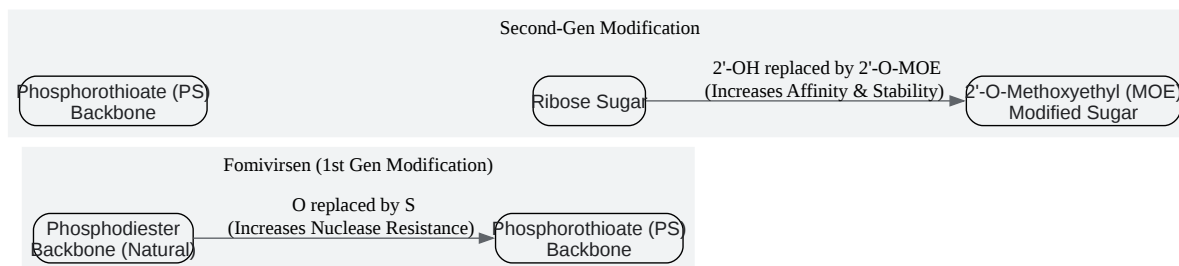 Second-Gen Modification
Phosphorothioate (PS)
Backbone
Ribose Sugar
2'-OH replaced by 2'-O-MOE
(Increases Affinity & Stability)
2'-O-Methoxyethyl (MOE)
Modified Sugar
Fomivirsen (1st Gen Modification)
Phosphodiester
Backbone (Natural)
O replaced by S
(Increases Nuclease Resistance)
Phosphorothioate (PS)
Backbone